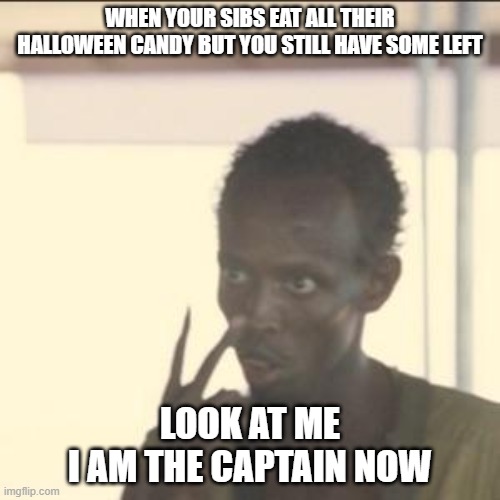 WHEN YOUR SIBS EAT ALL THEIR
HALLOWEEN CANDY BUT YOU STILL HAVE SOME LEFT
LOOK AT ME
I AM THE CAPTAIN NOW
imgflip.com